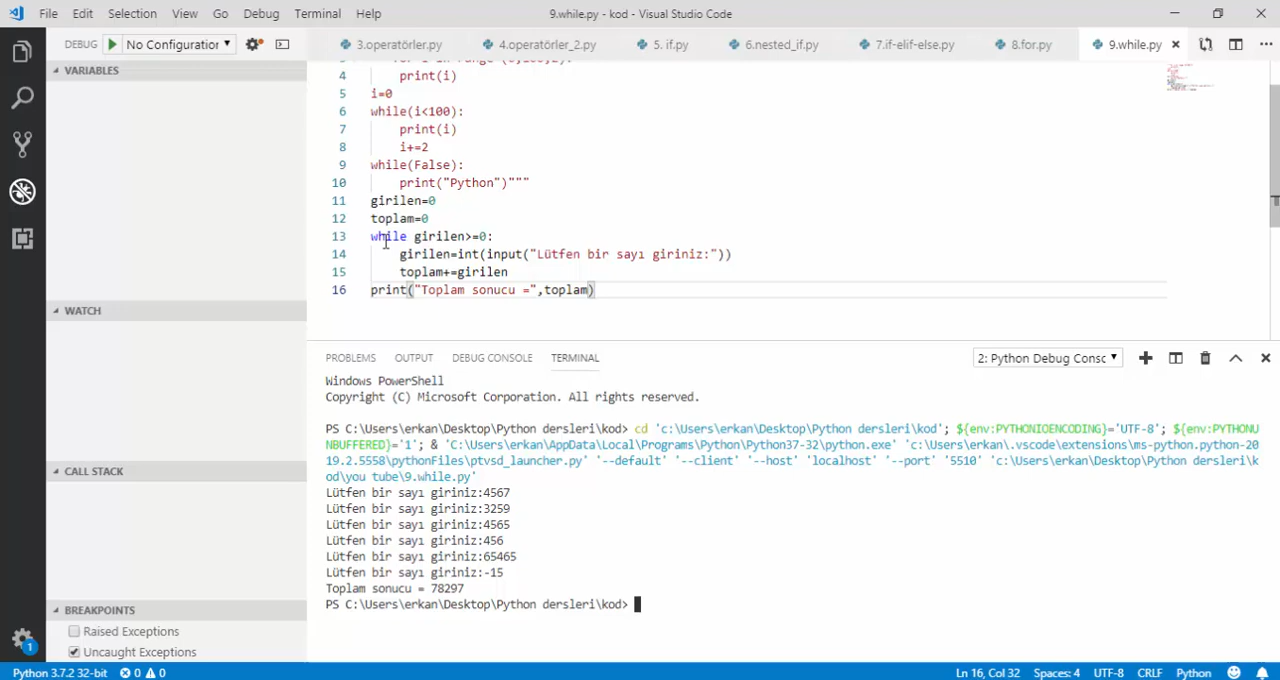 File Edit Selection View Go Debug Terminal Help 9.while.py - kod - Visual Studio Code
DEBUG No Configuration
3.operatörler.py 4.operatörler_2.py 5. if.py 6.nested_if.py 7.if-elif-else.py 8.for.py 9.while.py
VARIABLES
4 print(i)
5 i=0
6 while(i<100):
7 print(i)
8 i+=2
9 while(False):
10 print("Python")"""
11 girilen=0
12 toplam=0
13 while girilen>=0:
14 girilen=int(input("Lütfen bir sayı giriniz:"))
15 toplam+=girilen
16 print("Toplam sonucu =",toplam)
WATCH
CALL STACK
BREAKPOINTS
Raised Exceptions
Uncaught Exceptions
PROBLEMS OUTPUT DEBUG CONSOLE TERMINAL 2: Python Debug Consc
Windows PowerShell
Copyright (C) Microsoft Corporation. All rights reserved.
PS C:\Users\erkan\Desktop\Python dersleri\kod> cd 'c:\Users\erkan\Desktop\Python dersleri\kod'; ${env:PYTHONIOENCODING}='UTF-8'; ${env:PYTHONU
NBUFFERED}='1'; & 'C:\Users\erkan\AppData\Local\Programs\Python\Python37-32\python.exe' 'c:\Users\erkan\.vscode\extensions\ms-python.python-20
19.2.5558\pythonFiles\ptvsd_launcher.py' '--default' '--client' '--host' 'localhost' '--port' '5510' 'c:\Users\erkan\Desktop\Python dersleri\k
od\you tube\9.while.py'
Lütfen bir sayı giriniz:4567
Lütfen bir sayı giriniz:3259
Lütfen bir sayı giriniz:4565
Lütfen bir sayı giriniz:456
Lütfen bir sayı giriniz:65465
Lütfen bir sayı giriniz:-15
Toplam sonucu = 78297
PS C:\Users\erkan\Desktop\Python dersleri\kod>
1
Python 3.7.2 32-bit 0 0 Ln 16, Col 32 Spaces: 4 UTF-8 CRLF Python